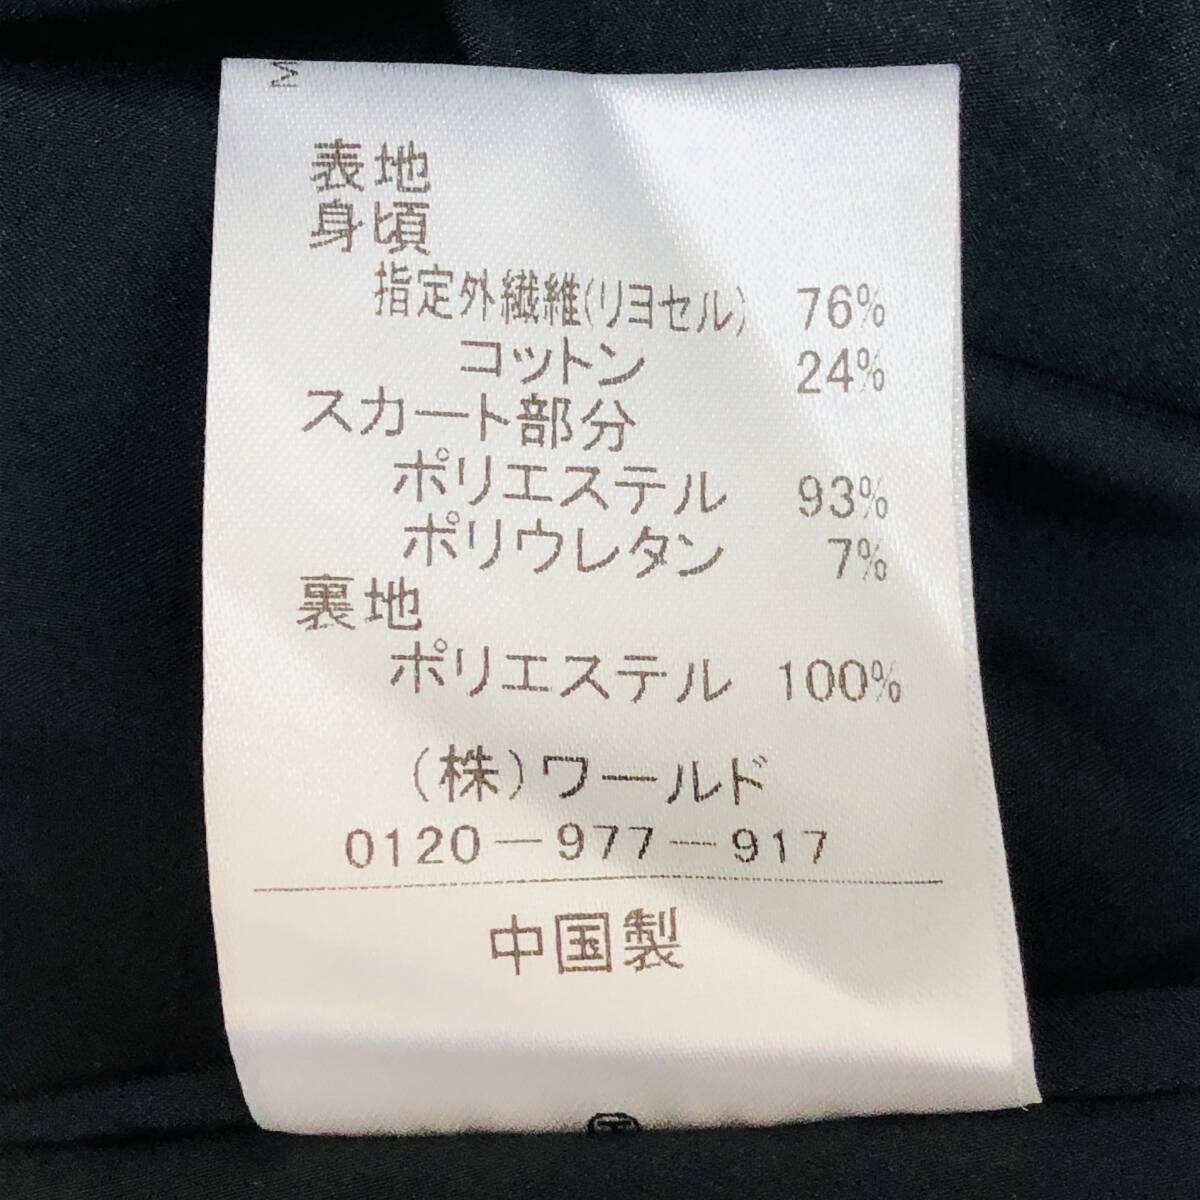 M
表地
身頃
指定外繊維(リヨセル) 76%
コットン 24%
スカート部分
ポリエステル 93%
ポリウレタン 7%
裏地
ポリエステル 100%
(株)ワールド
0120-977-917
中国製